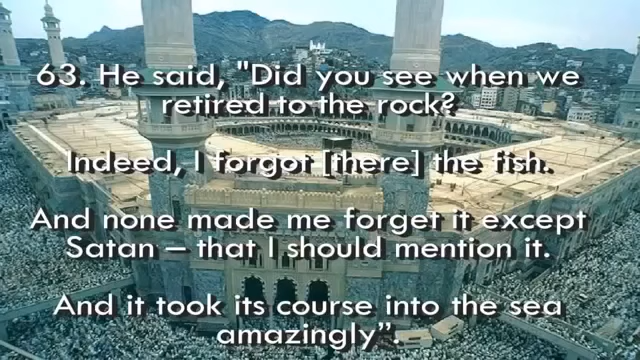 63. He said, "Did you see when we
retired to the rock?
Indeed, I forgot [there] the fish.
And none made me forget it except
Satan – that I should mention it.
And it took its course into the sea
amazingly”.